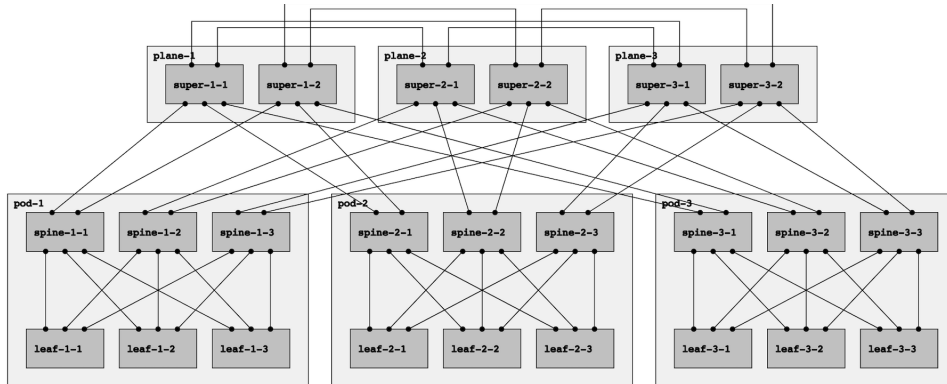 plane-1 plane-2 plane-3
super-1-1 super-1-2 super-2-1 super-2-2 super-3-1 super-3-2
pod-1 pod-2 pod-3
spine-1-1 spine-1-2 spine-1-3 spine-2-1 spine-2-2 spine-2-3 spine-3-1 spine-3-2 spine-3-3
leaf-1-1 leaf-1-2 leaf-1-3 leaf-2-1 leaf-2-2 leaf-2-3 leaf-3-1 leaf-3-2 leaf-3-3